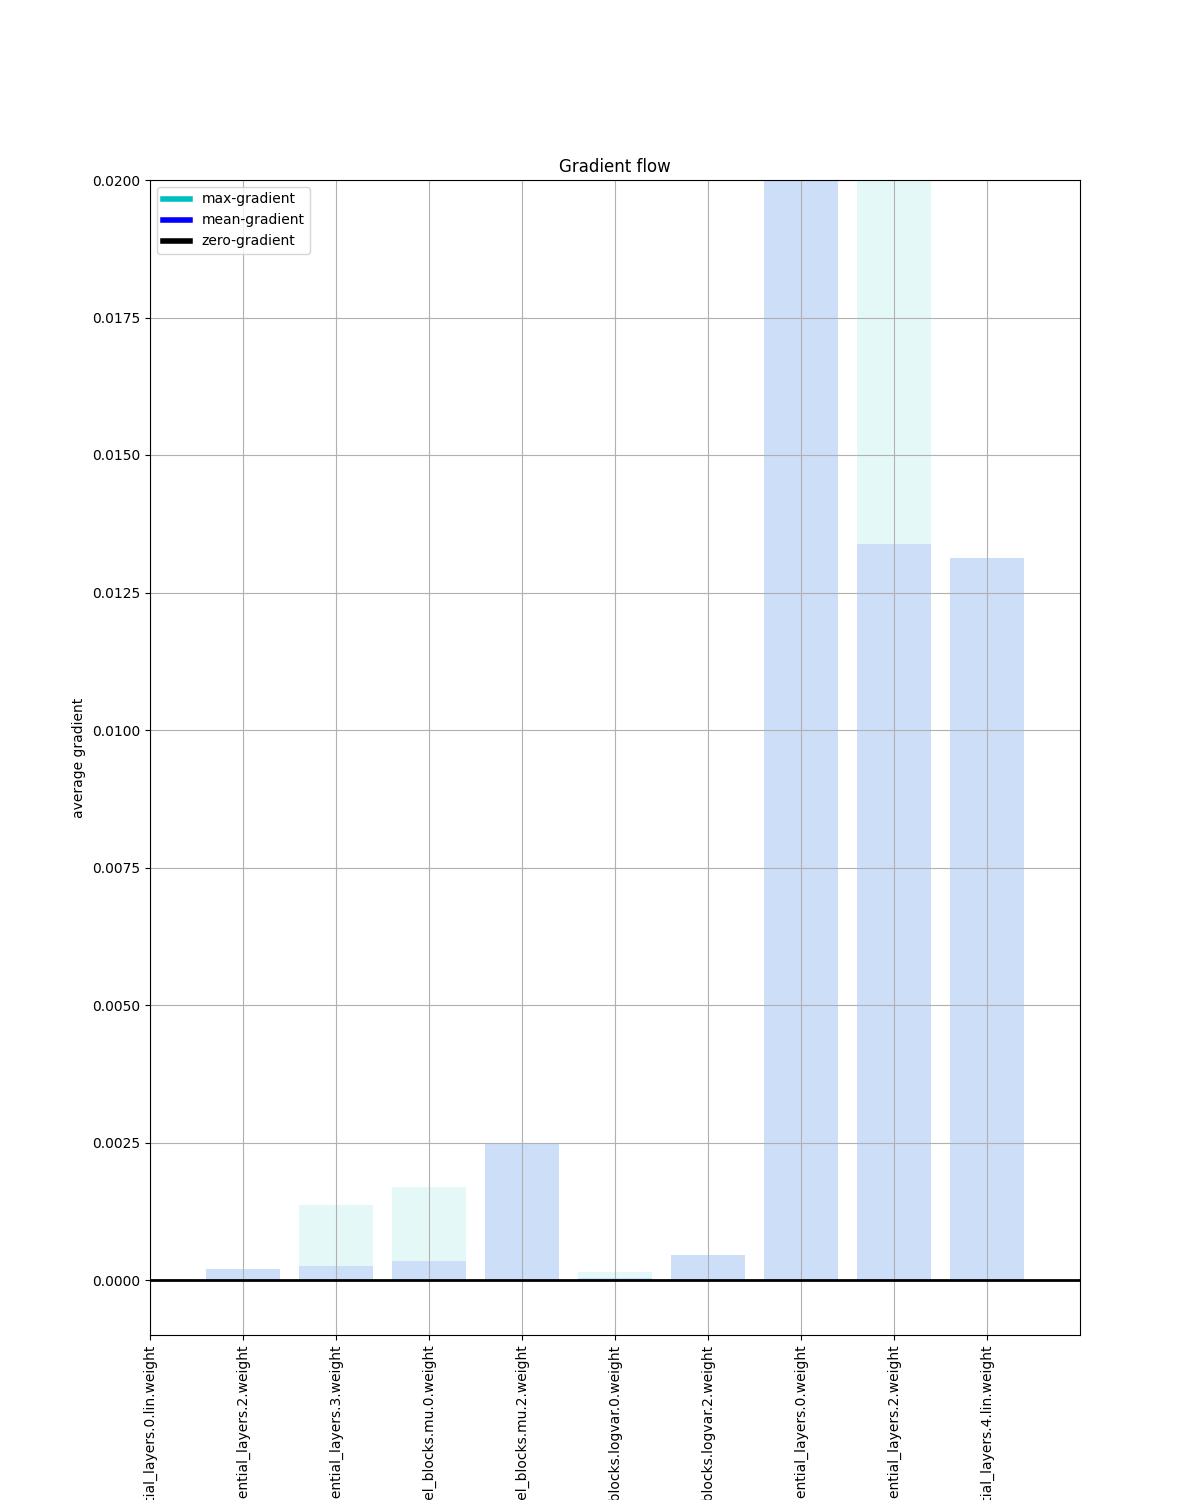 Gradient flow
max-gradient
mean-gradient
zero-gradient
average gradient
0.0200
0.0175
0.0150
0.0125
0.0100
0.0075
0.0050
0.0025
0.0000
tial_layers.0.lin.weight
ential_layers.2.weight
ential_layers.3.weight
el_blocks.mu.0.weight
el_blocks.mu.2.weight
blocks.logvar.0.weight
blocks.logvar.2.weight
ential_layers.0.weight
ential_layers.2.weight
tial_layers.4.lin.weight